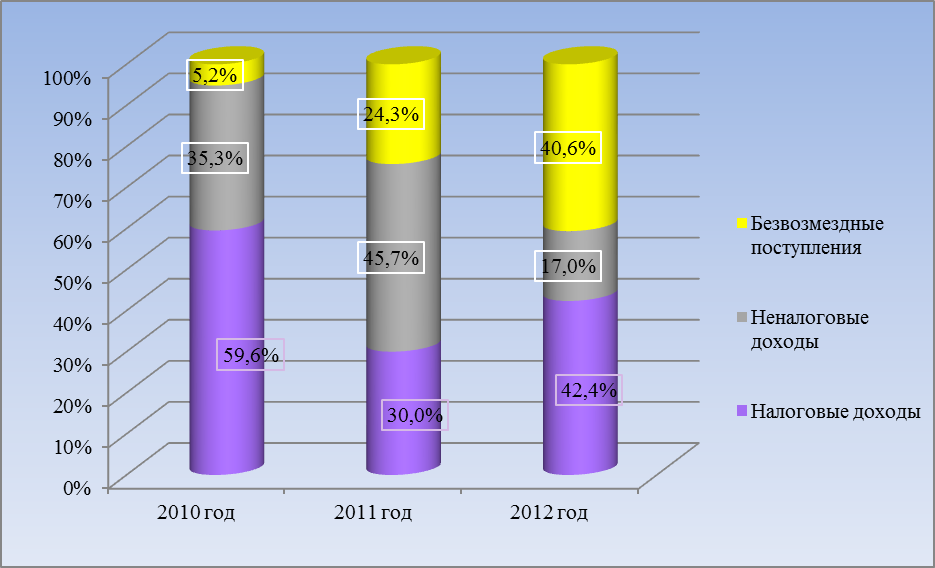 100%
90%
80%
70%
60%
50%
40%
30%
20%
10%
0%
5,2%
35,3%
59,6%
24,3%
45,7%
30,0%
40,6%
17,0%
42,4%
2010 год
2011 год
2012 год
Безвозмездные
поступления
Неналоговые
доходы
Налоговые доходы